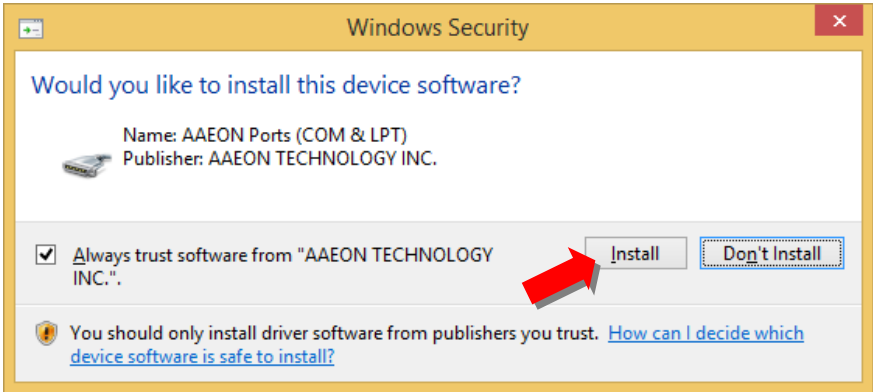 Windows Security
Would you like to install this device software?
Name: AAEON Ports (COM & LPT)
Publisher: AAEON TECHNOLOGY INC.
Always trust software from "AAEON TECHNOLOGY
INC.".
Install
Don't Install
You should only install driver software from publishers you trust. How can I decide which
device software is safe to install?